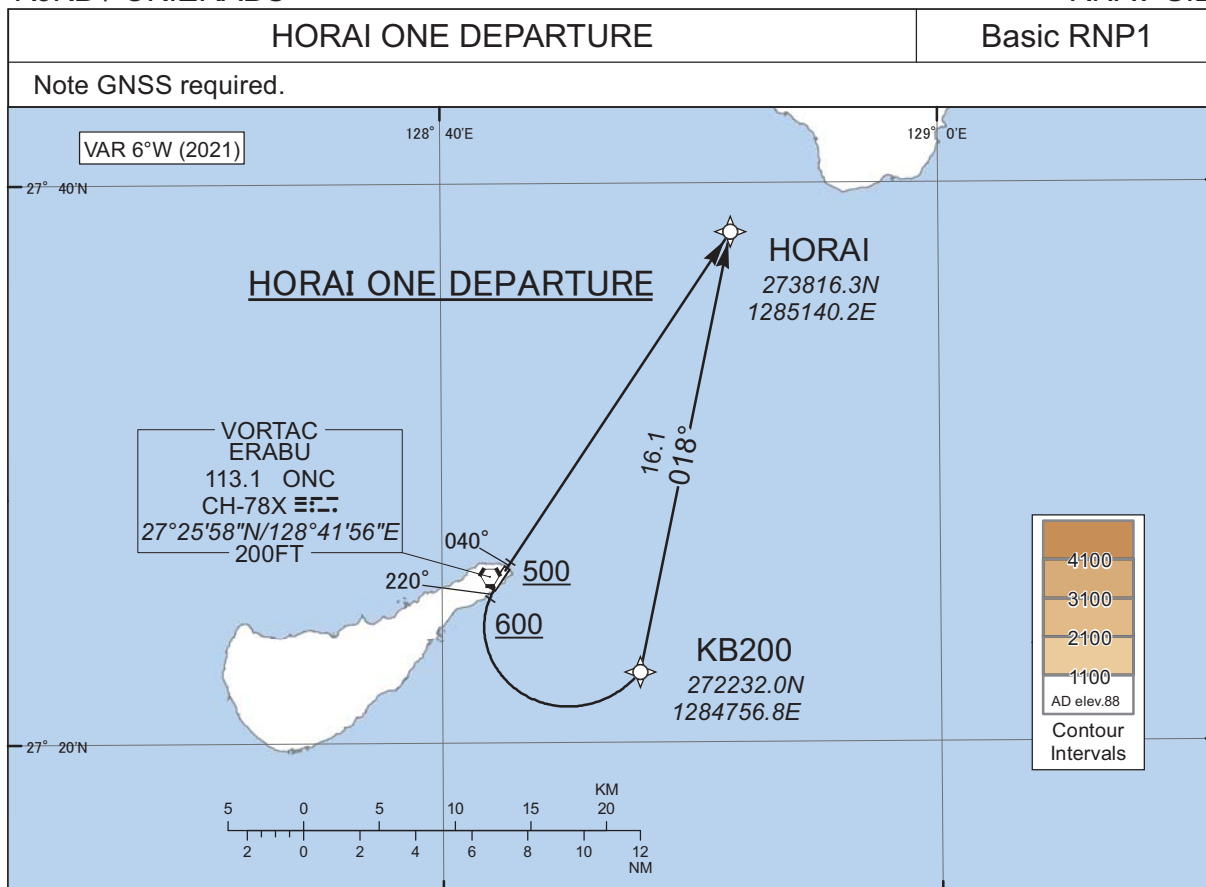 HORAI ONE DEPARTURE
Basic RNP1
Note GNSS required.
VAR 6°W (2021)
128° 40'E
129° 0'E
27° 40'N
HORAI
273816.3N
1285140.2E
HORAI ONE DEPARTURE
VORTAC
ERABU
113.1 ONC
CH-78X
27°25'58"N/128°41'56"E
200FT
16.1
018°
040°
500
220°
600
KB200
272232.0N
1284756.8E
4100
3100
2100
1100
AD elev.88
Contour
Intervals
27° 20'N
KM
5 0 5 10 15 20
2 0 2 4 6 8 10 12
NM